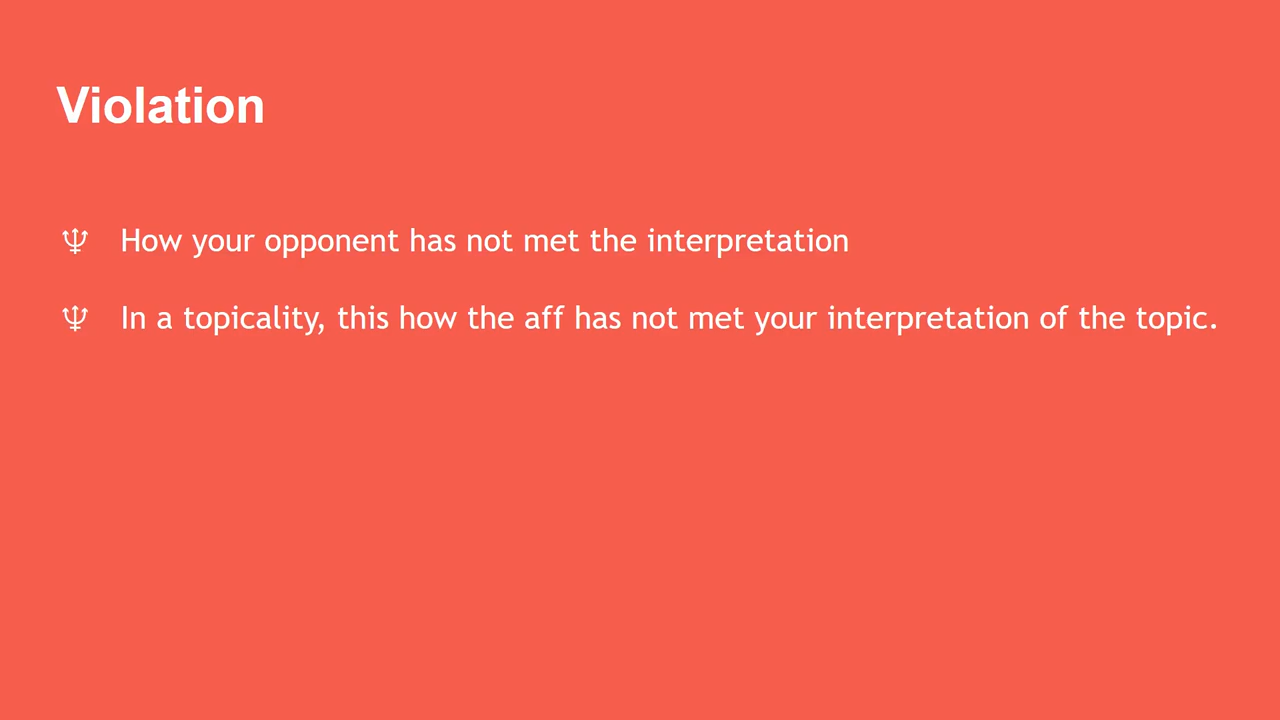 Violation
♆ How your opponent has not met the interpretation
♆ In a topicality, this how the aff has not met your interpretation of the topic.